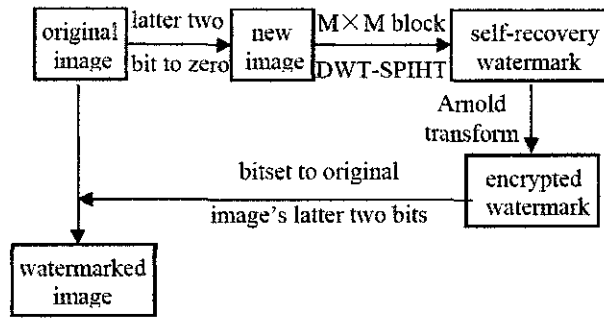 original
image
latter two
bit to zero
new
image
M×M block
DWT-SPIHT
self-recovery
watermark
Arnold
transform
encrypted
watermark
bitset to original
image's latter two bits
watermarked
image